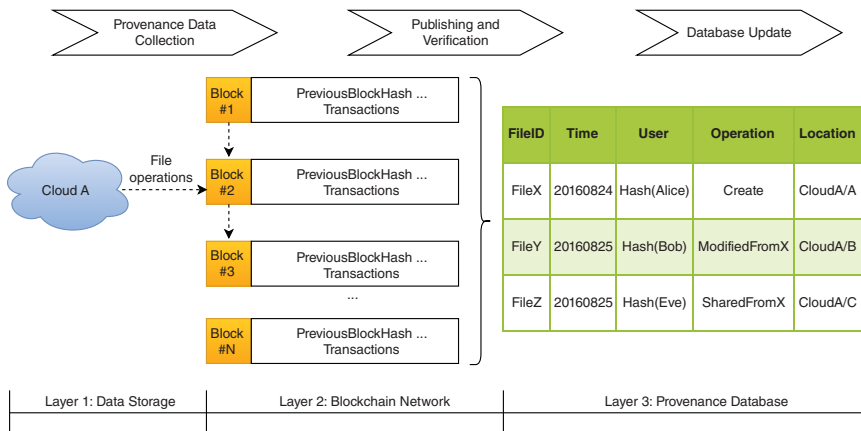 Provenance Data
Collection
Publishing and
Verification
Database Update
Block
#1
PreviousBlockHash ...
Transactions
Cloud A
File
operations
Block
#2
PreviousBlockHash ...
Transactions
Block
#3
PreviousBlockHash ...
Transactions
...
Block
#N
PreviousBlockHash ...
Transactions
FileID Time User Operation Location
FileX 20160824 Hash(Alice) Create CloudA/A
FileY 20160825 Hash(Bob) ModifiedFromX CloudA/B
FileZ 20160825 Hash(Eve) SharedFromX CloudA/C
Layer 1: Data Storage
Layer 2: Blockchain Network
Layer 3: Provenance Database